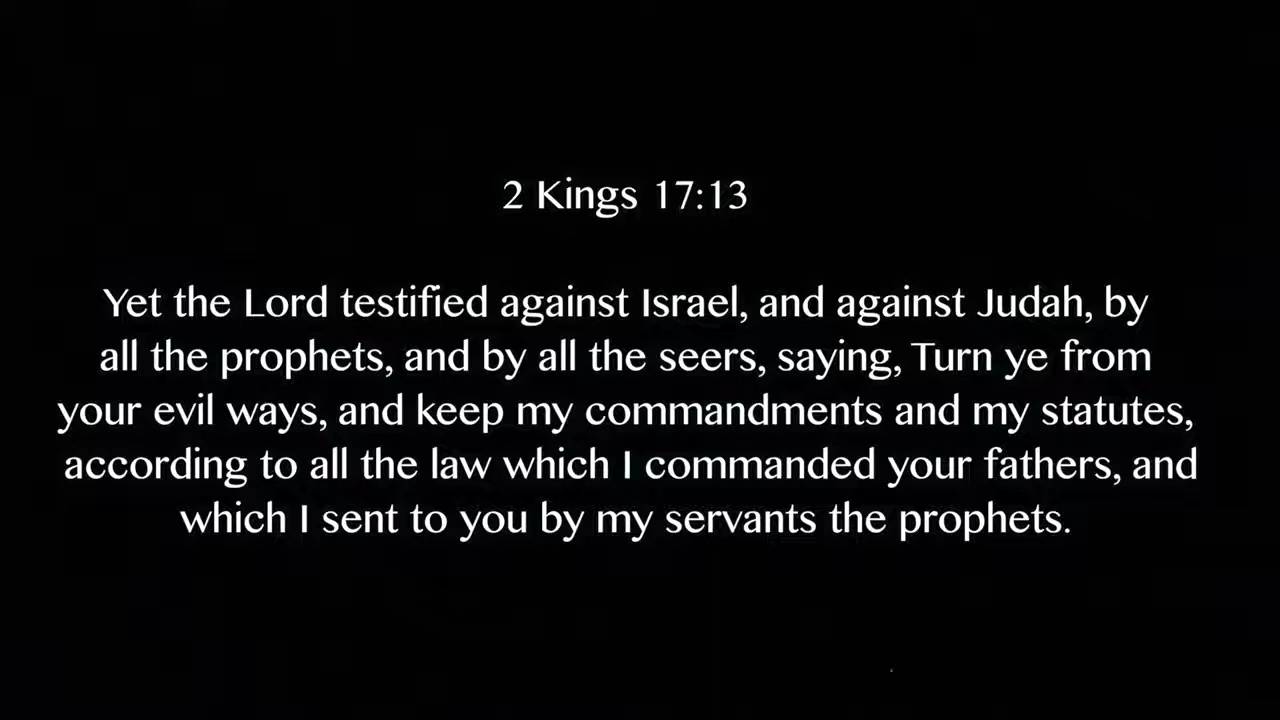 2 Kings 17:13
Yet the Lord testified against Israel, and against Judah, by
all the prophets, and by all the seers, saying, Turn ye from
your evil ways, and keep my commandments and my statutes,
according to all the law which I commanded your fathers, and
which I sent to you by my servants the prophets.